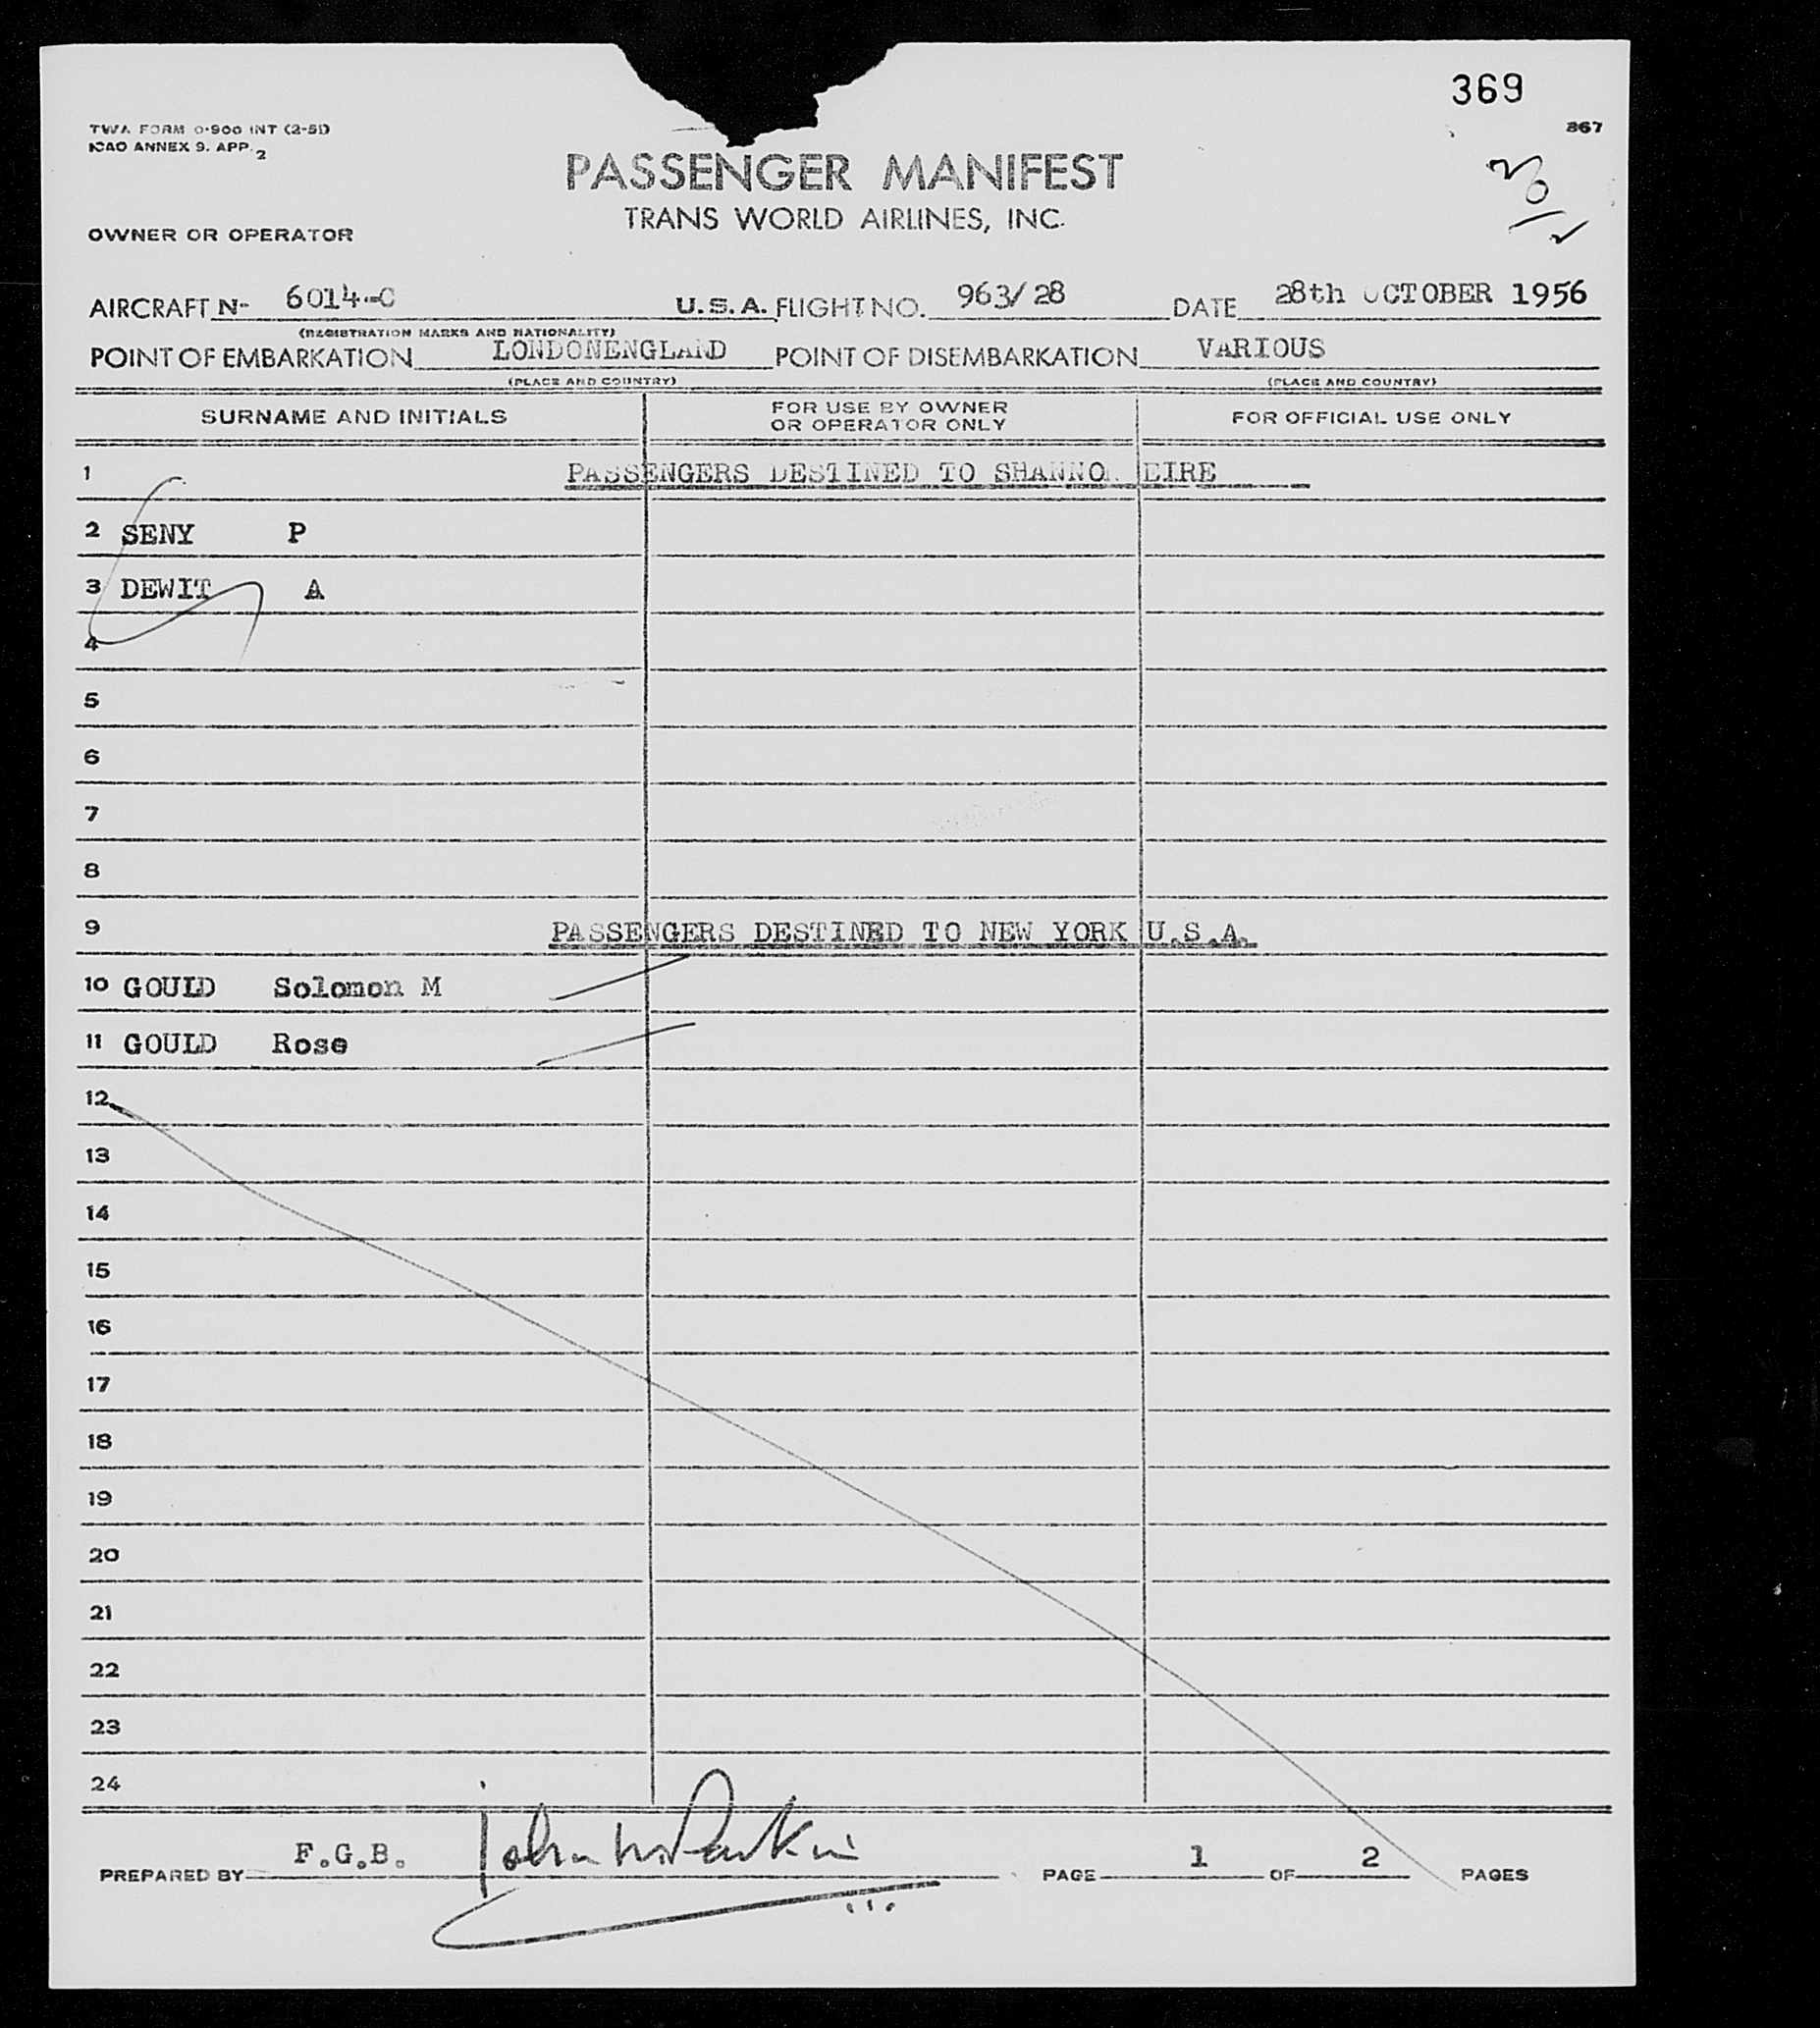 369
TWA FORM 0-900 INT (2-51)
867
ICAO ANNEX 9. APP. 2
PASSENGER MANIFEST
TRANS WORLD AIRLINES, INC.
OWNER OR OPERATOR
AIRCRAFT N- 6014-C U.S.A. FLIGHT NO. 963/28 DATE 28th OCTOBER 1956
(REGISTRATION MARKS AND NATIONALITY)
POINT OF EMBARKATION LONDONENGLAND POINT OF DISEMBARKATION VARIOUS
(PLACE AND COUNTRY) (PLACE AND COUNTRY)
SURNAME AND INITIALS FOR USE BY OWNER OR OPERATOR ONLY FOR OFFICIAL USE ONLY
1 PASSENGERS DESTINED TO SHANNO EIRE
2 SENY P
3 DEWIT A
4
5
6
7
8
9 PASSENGERS DESTINED TO NEW YORK U.S.A.
10 GOULD Solomon M
11 GOULD Rose
12
13
14
15
16
17
18
19
20
21
22
23
24
PREPARED BY F.G.B. PAGE 1 OF 2 PAGES